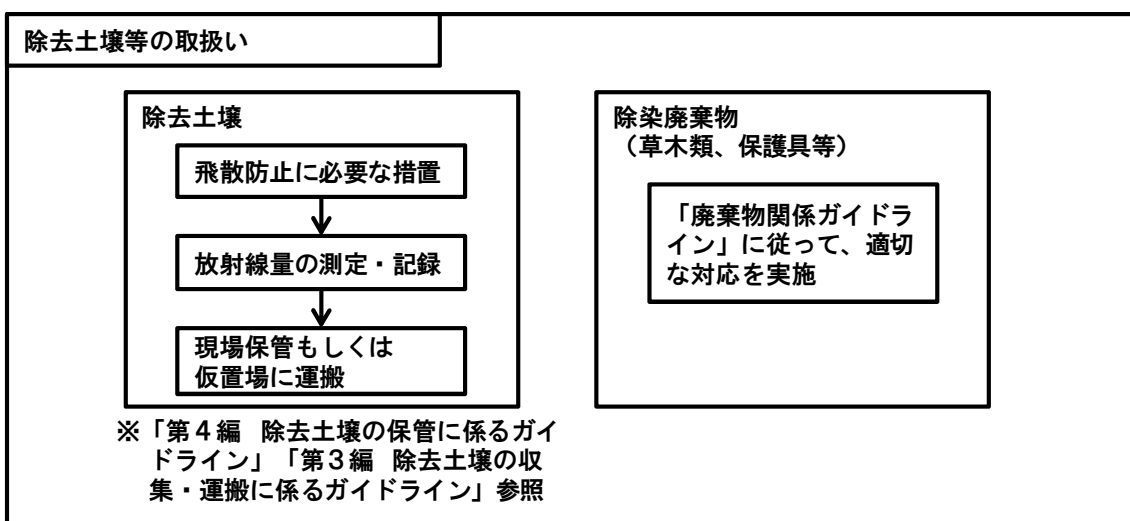 除去土壌等の取扱い
除去土壌
飛散防止に必要な措置
放射線量の測定・記録
現場保管もしくは
仮置場に運搬
※「第４編 除去土壌の保管に係るガイ
ドライン」「第３編 除去土壌の収
集・運搬に係るガイドライン」参照
除染廃棄物
（草木類、保護具等）
「廃棄物関係ガイドラ
イン」に従って、適切
な対応を実施